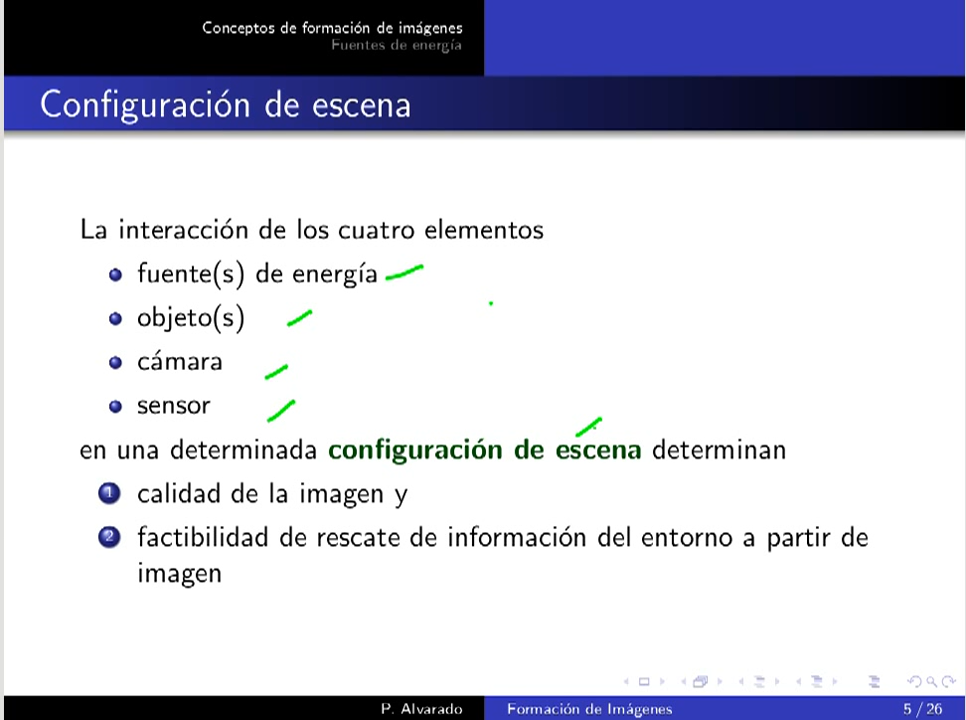 Conceptos de formación de imágenes
Fuentes de energía
Configuración de escena
La interacción de los cuatro elementos
fuente(s) de energía
objeto(s)
cámara
sensor
en una determinada configuración de escena determinan
1 calidad de la imagen y
2 factibilidad de rescate de información del entorno a partir de
imagen
P. Alvarado Formación de Imágenes 5 / 26